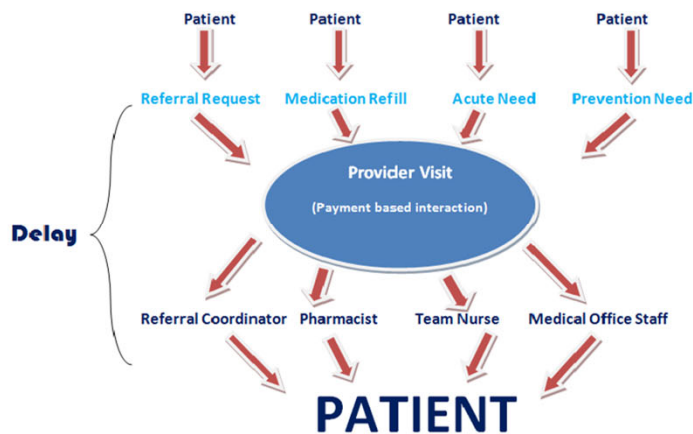 Patient Patient Patient Patient
Referral Request Medication Refill Acute Need Prevention Need
Provider Visit
(Payment based interaction)
Delay
Referral Coordinator Pharmacist Team Nurse Medical Office Staff
PATIENT